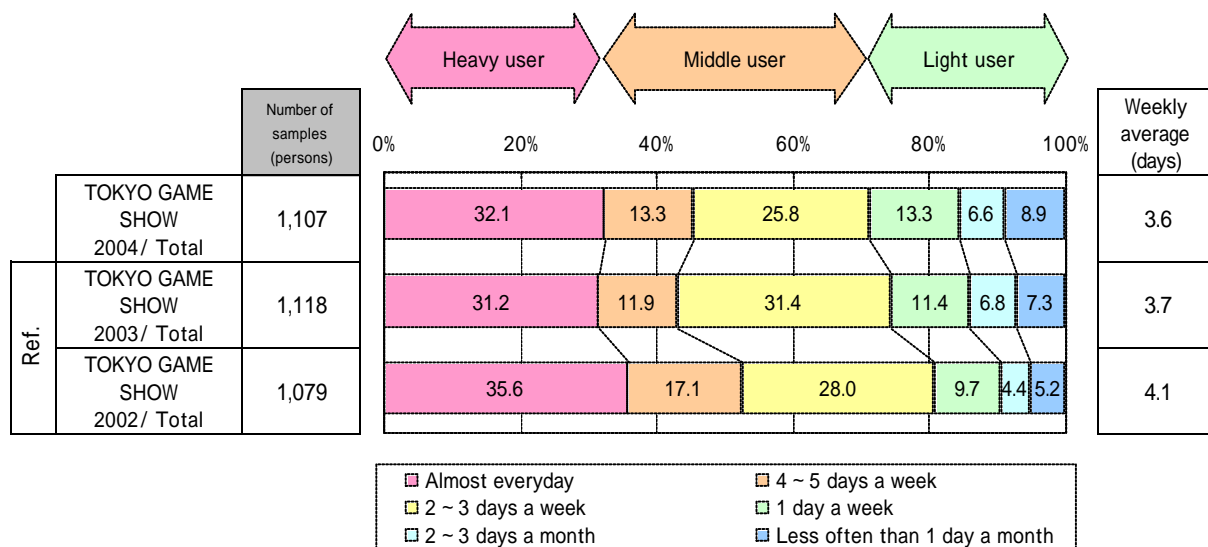 Heavy user
Middle user
Light user
Number of
samples
(persons)
0%
20%
40%
60%
80%
100%
Weekly
average
(days)
TOKYO GAME
SHOW
2004/ Total
1,107
32.1
13.3
25.8
13.3
6.6
8.9
3.6
Ref.
TOKYO GAME
SHOW
2003/ Total
1,118
31.2
11.9
31.4
11.4
6.8
7.3
3.7
TOKYO GAME
SHOW
2002/ Total
1,079
35.6
17.1
28.0
9.7
4.4
5.2
4.1
Almost everyday
4 ~ 5 days a week
2 ~ 3 days a week
1 day a week
2 ~ 3 days a month
Less often than 1 day a month